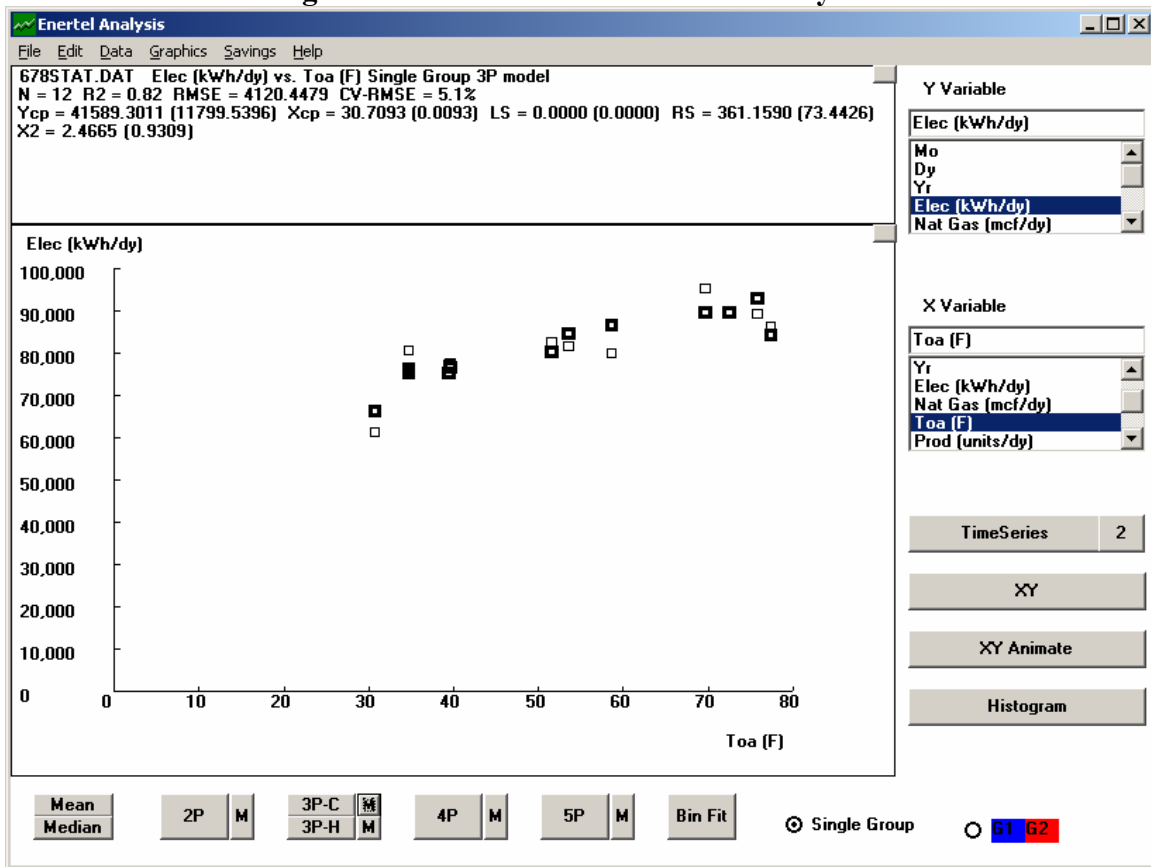 Enertel Analysis
File Edit Data Graphics Savings Help
678STAT.DAT Elec (kWh/dy) vs. Toa (F) Single Group 3P model
N = 12 R2 = 0.82 RMSE = 4120.4479 CV-RMSE = 5.1%
Ycp = 41589.3011 (11799.5396) Xcp = 30.7093 (0.0093) LS = 0.0000 (0.0000) RS = 361.1590 (73.4426)
X2 = 2.4665 (0.9309)
Y Variable
Elec (kWh/dy)
Mo
Dy
Yr
Elec (kWh/dy)
Nat Gas (mcf/dy)
Elec (kWh/dy)
100,000
90,000
80,000
70,000
60,000
50,000
40,000
30,000
20,000
10,000
0
0 10 20 30 40 50 60 70 80
Toa (F)
X Variable
Toa (F)
Yr
Elec (kWh/dy)
Nat Gas (mcf/dy)
Toa (F)
Prod (units/dy)
TimeSeries 2
XY
XY Animate
Histogram
Mean
Median
2P M
3P-C M
3P-H M
4P M
5P M
Bin Fit
Single Group
G1 G2